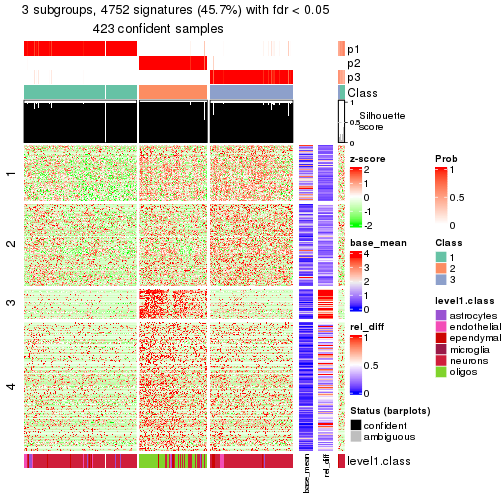 3 subgroups, 4752 signatures (45.7%) with fdr < 0.05
423 confident samples
p1
p2
p3
Class
1
0.5
0
Silhouette
score
1
2
3
4
level1.class
base_mean
rel_diff
z-score
2
1
0
-1
-2
base_mean
4
3
2
1
0
rel_diff
1
0.5
0
Status (barplots)
confident
ambiguous
Prob
1
0.5
0
Class
1
2
3
level1.class
astrocytes
endothelial
ependymal
microglia
neurons
oligos